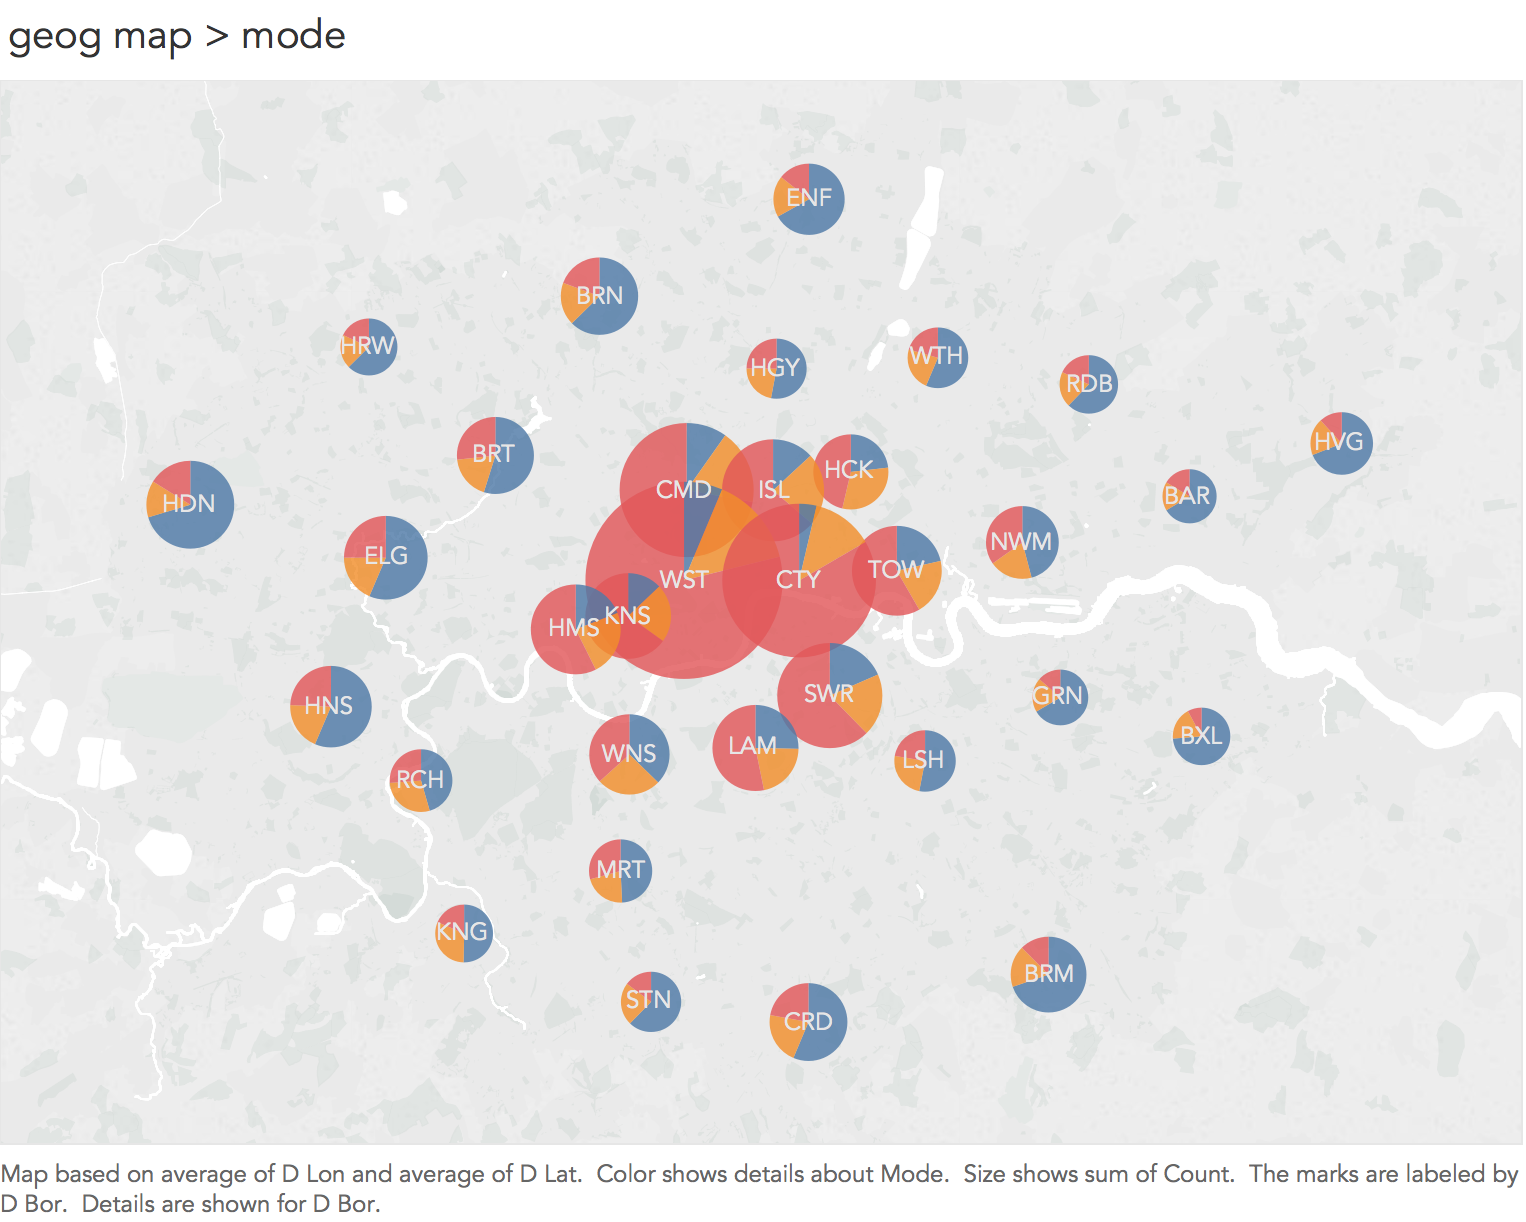 geog map > mode
ENF
BRN
HRW
HGY
WTH
RDB
HVG
BRT
HDN
CMD
ISL
HCK
BAR
ELG
NWM
WST
CTY
TOW
HMS
KNS
HNS
SWR
GRN
BXL
WNS
LAM
LSH
RCH
MRT
KNG
BRM
STN
CRD
Map based on average of D Lon and average of D Lat.  Color shows details about Mode.  Size shows sum of Count.  The marks are labeled by
D Bor.  Details are shown for D Bor.